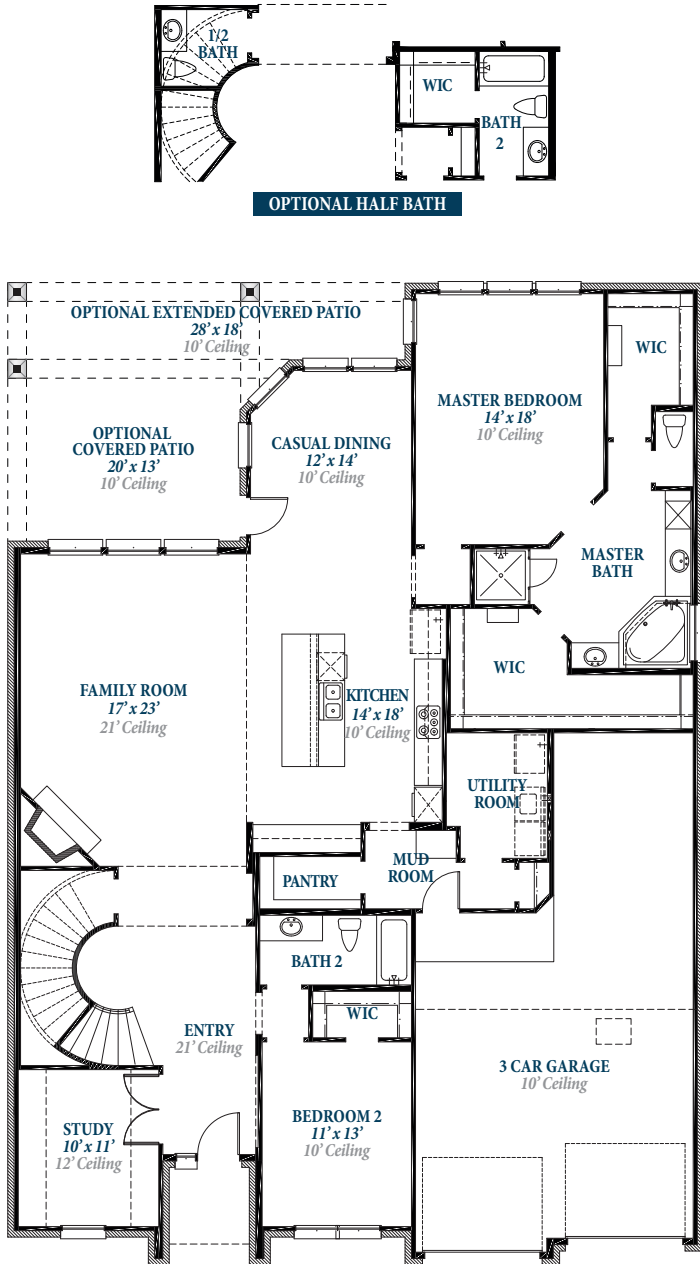 1/2
BATH
WIC
BATH
2
OPTIONAL HALF BATH
OPTIONAL EXTENDED COVERED PATIO
28' x 18'
10' Ceiling
WIC
MASTER BEDROOM
14' x 18'
10' Ceiling
OPTIONAL
COVERED PATIO
20' x 13'
10' Ceiling
CASUAL DINING
12' x 14'
10' Ceiling
MASTER
BATH
WIC
FAMILY ROOM
17' x 23'
21' Ceiling
KITCHEN
14' x 18'
10' Ceiling
UTILITY
ROOM
MUD
ROOM
PANTRY
BATH 2
WIC
ENTRY
21' Ceiling
3 CAR GARAGE
10' Ceiling
STUDY
10' x 11'
12' Ceiling
BEDROOM 2
11' x 13'
10' Ceiling